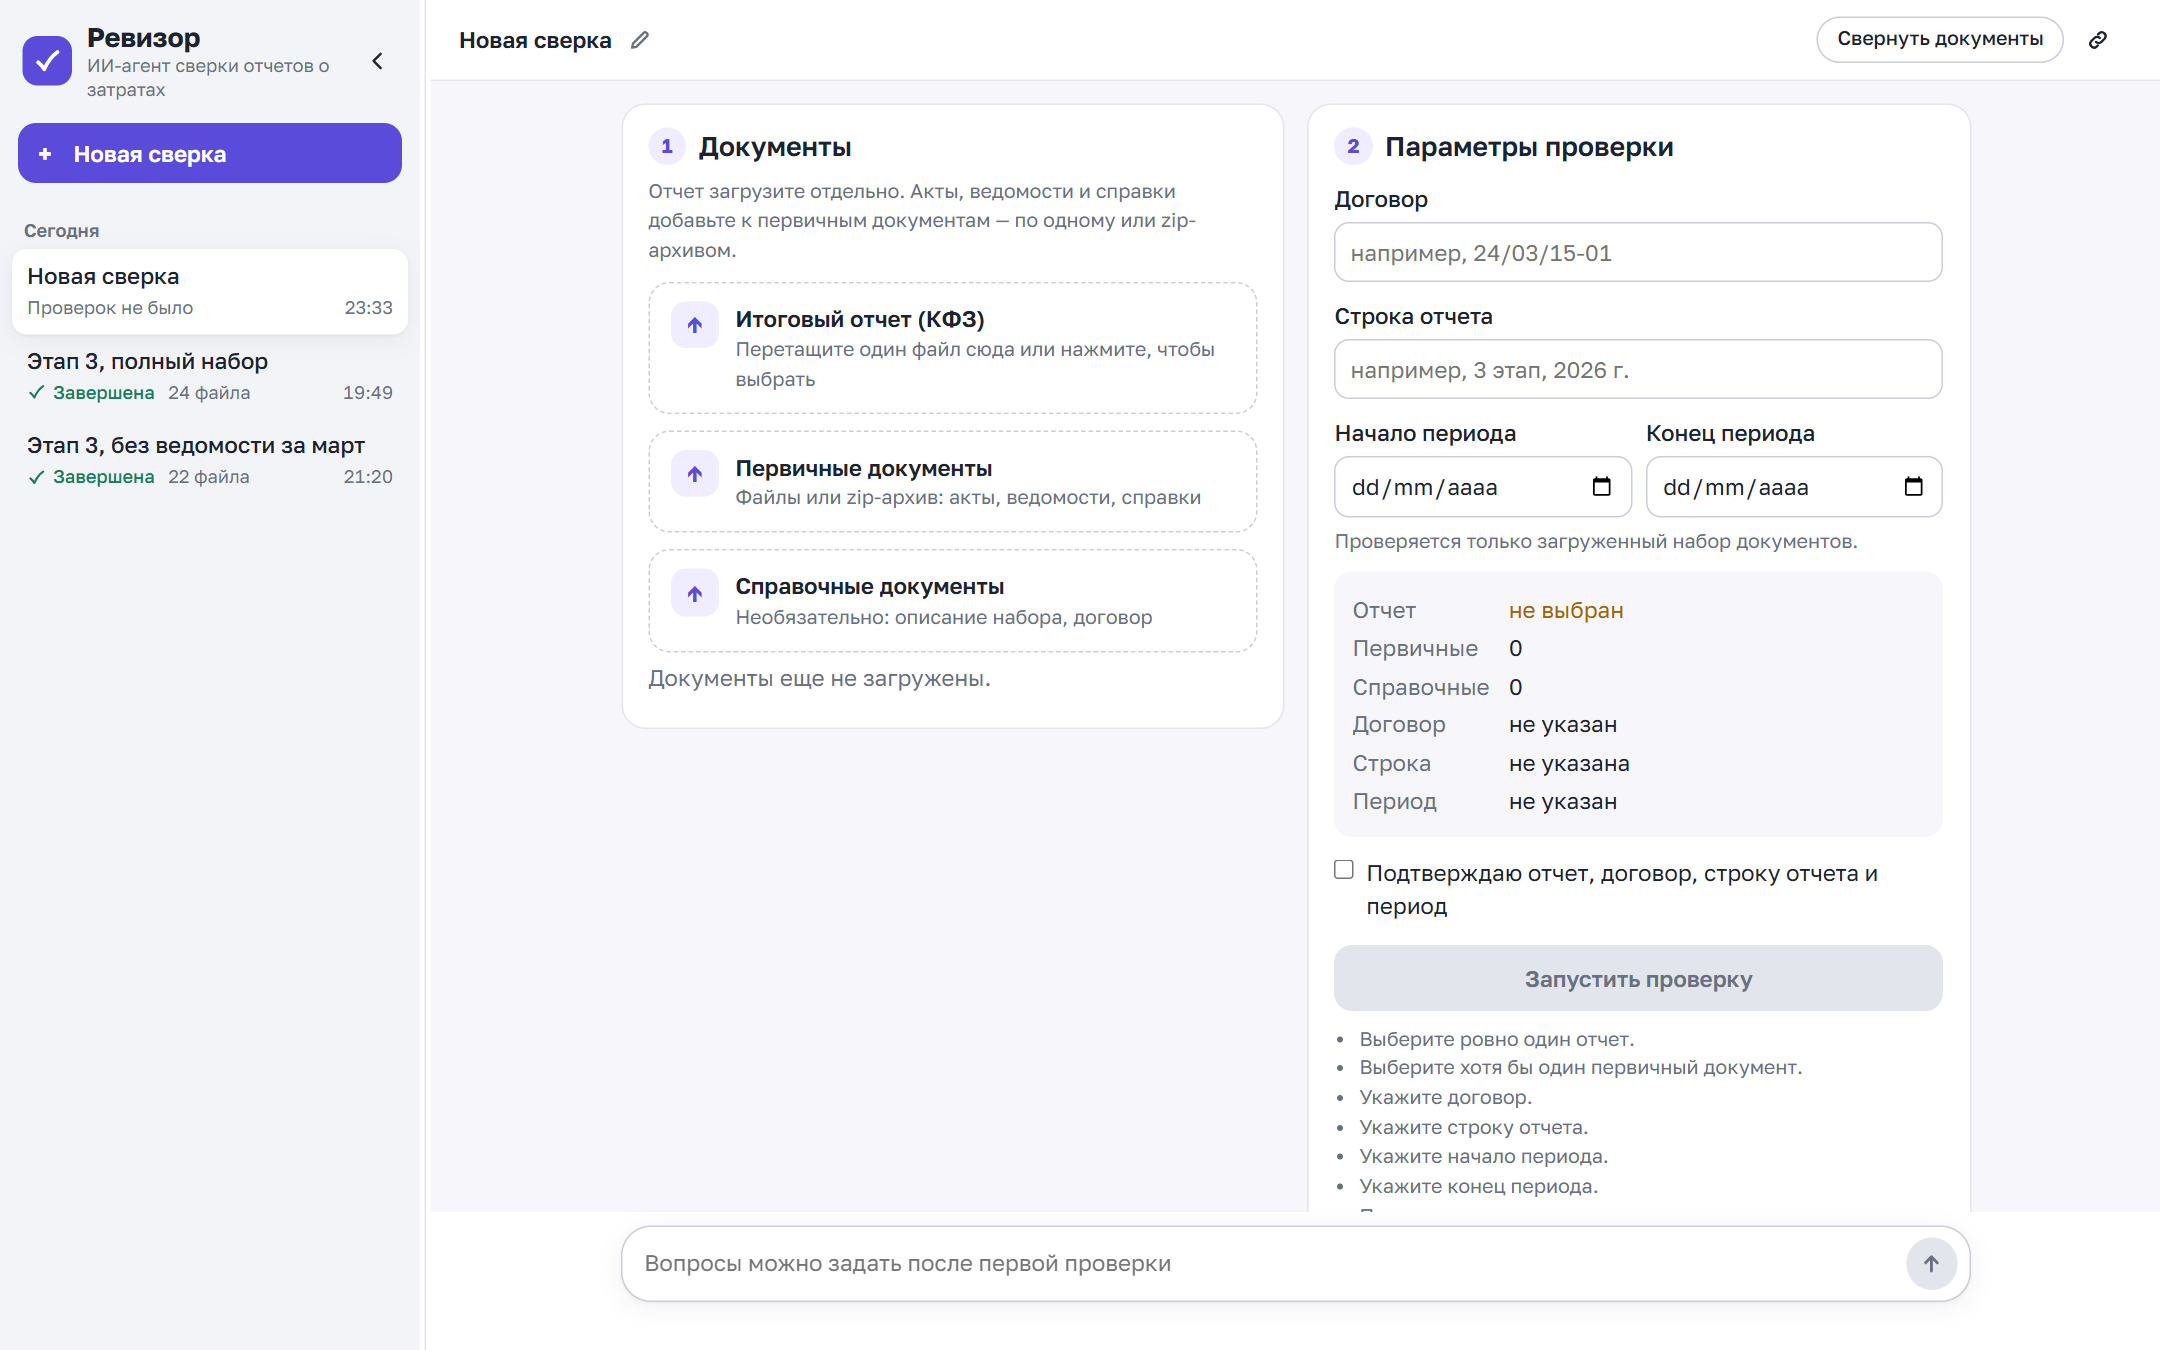 Ревизор
ИИ-агент сверки отчетов о
затратах
+ Новая сверка
Сегодня
Новая сверка
Проверок не было 23:33
Этап 3, полный набор
Завершена 24 файла 19:49
Этап 3, без ведомости за март
Завершена 22 файла 21:20
Новая сверка
Свернуть документы
1 Документы
Отчет загрузите отдельно. Акты, ведомости и справки
добавьте к первичным документам — по одному или zip-
архивом.
Итоговый отчет (КФЗ)
Перетащите один файл сюда или нажмите, чтобы
выбрать
Первичные документы
Файлы или zip-архив: акты, ведомости, справки
Справочные документы
Необязательно: описание набора, договор
Документы еще не загружены.
2 Параметры проверки
Договор
например, 24/03/15-01
Строка отчета
например, 3 этап, 2026 г.
Начало периода Конец периода
dd/mm/aaaa dd/mm/aaaa
Проверяется только загруженный набор документов.
Отчет не выбран
Первичные 0
Справочные 0
Договор не указан
Строка не указана
Период не указан
Подтверждаю отчет, договор, строку отчета и
период
Запустить проверку
• Выберите ровно один отчет.
• Выберите хотя бы один первичный документ.
• Укажите договор.
• Укажите строку отчета.
• Укажите начало периода.
• Укажите конец периода.
Вопросы можно задать после первой проверки